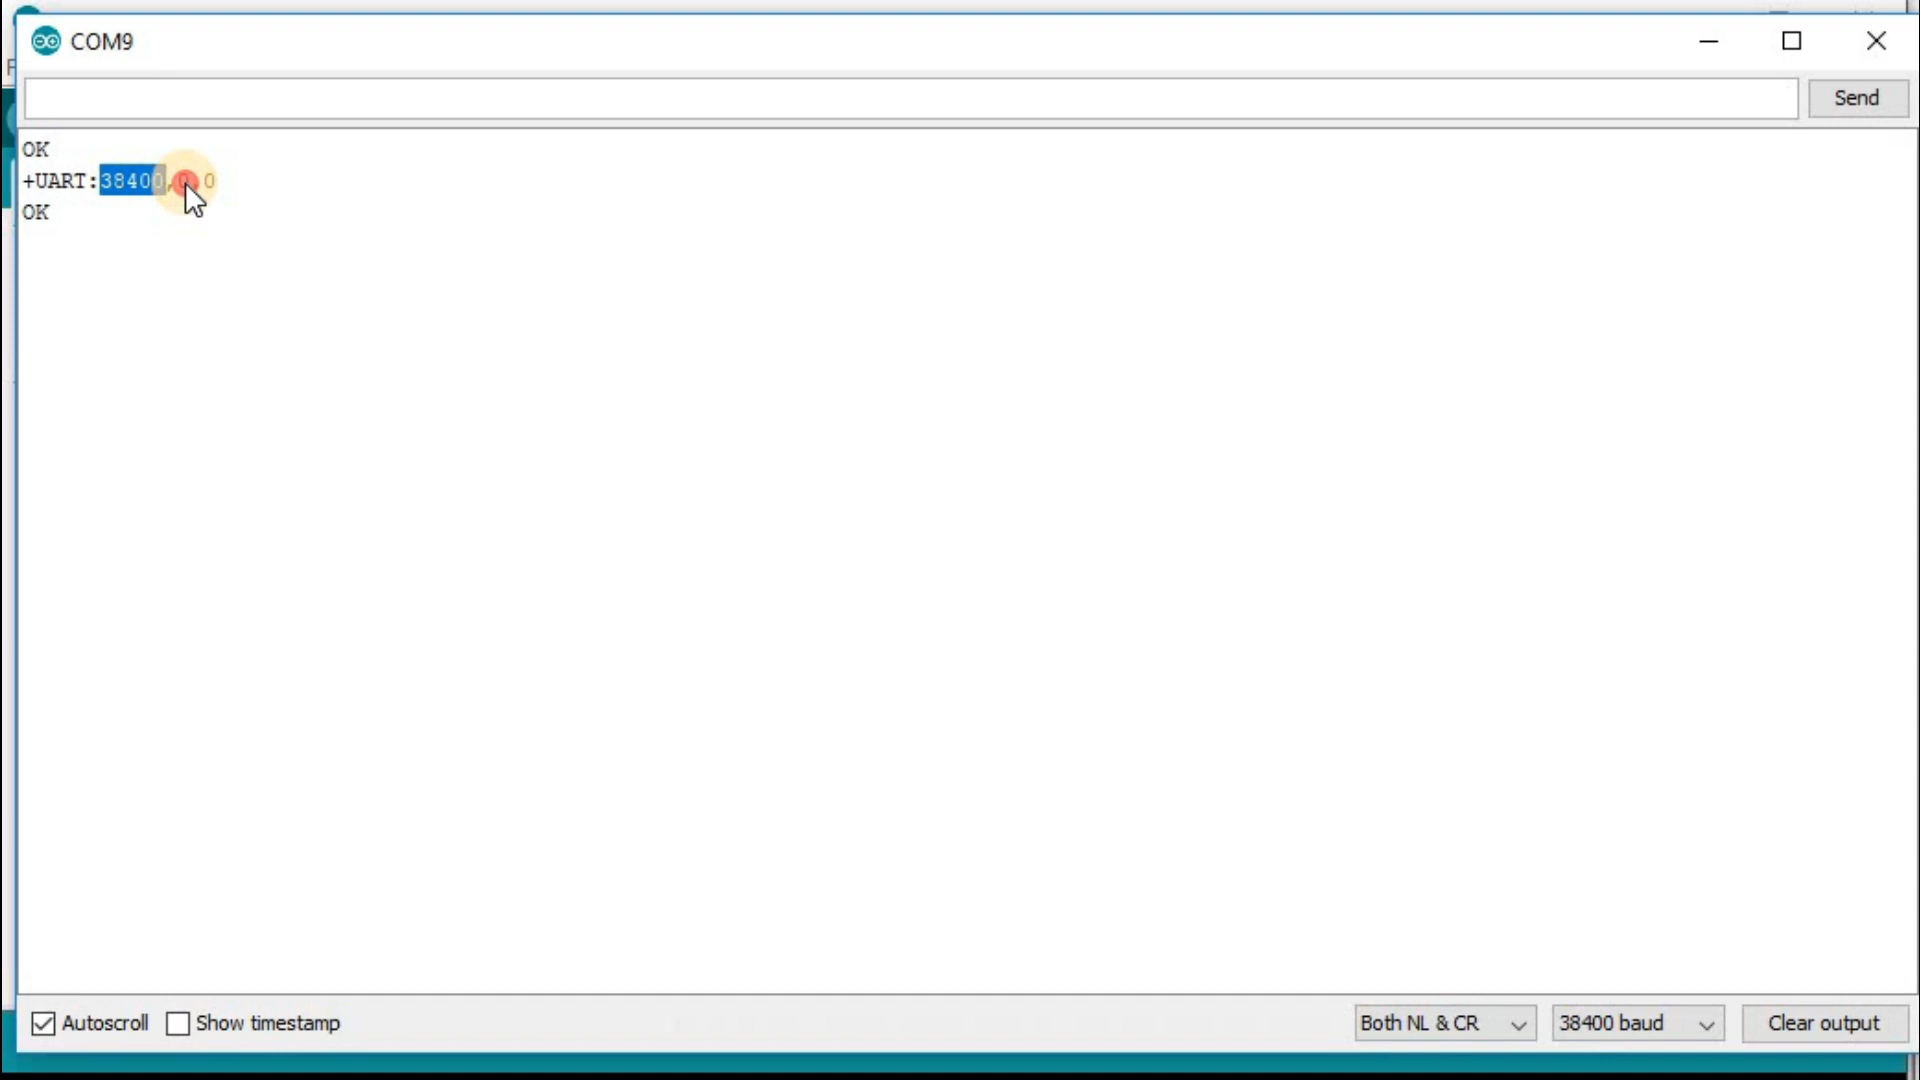 COM9
Send
OK
+UART:38400,0,0
OK
Autoscroll
Show timestamp
Both NL & CR
38400 baud
Clear output